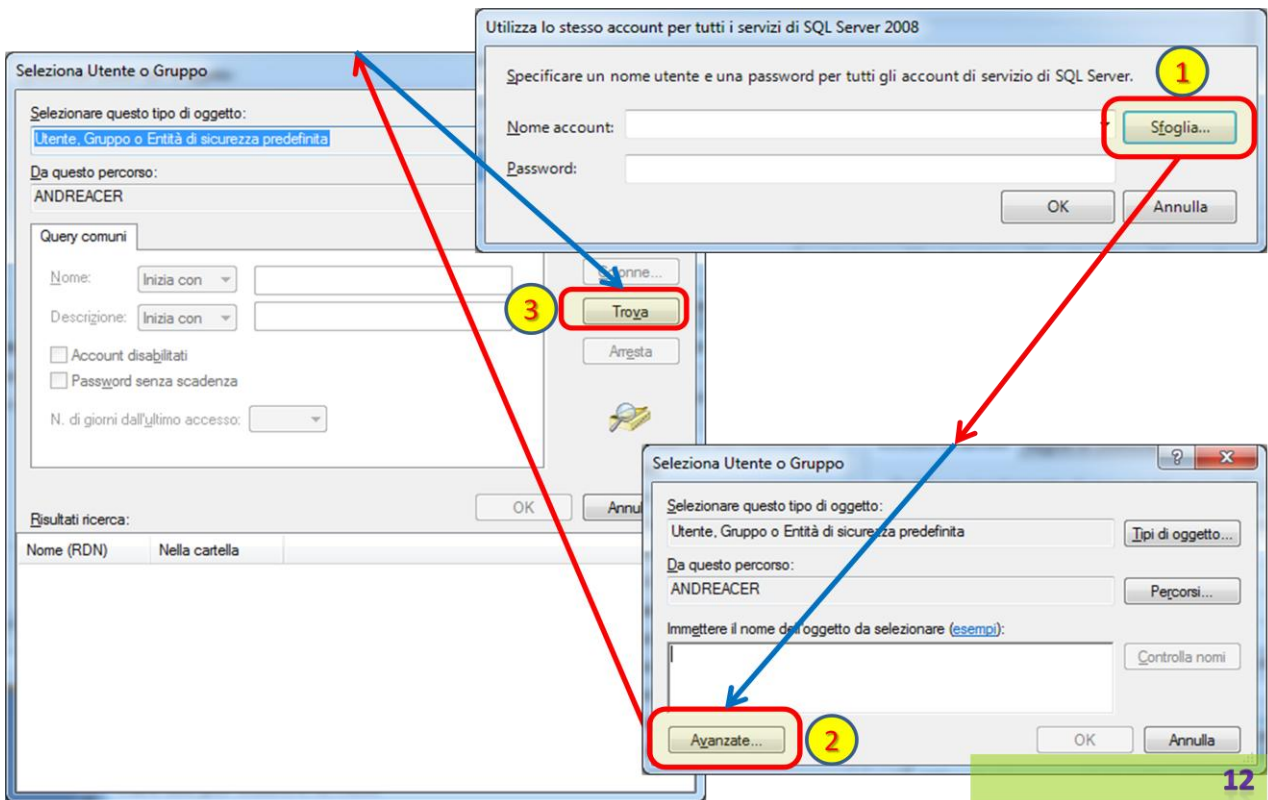 Utilizza lo stesso account per tutti i servizi di SQL Server 2008
Specificare un nome utente e una password per tutti gli account di servizio di SQL Server.
1
Nome account:
Sfoglia...
Password:
OK Annulla
Seleziona Utente o Gruppo
Selezionare questo tipo di oggetto:
Utente, Gruppo o Entità di sicurezza predefinita
Da questo percorso:
ANDREACER
Query comuni
Nome: Inizia con
Descrizione: Inizia con
Account disabilitati
Password senza scadenza
N. di giorni dall'ultimo accesso:
3
Trova
Arresta
OK
Risultati ricerca:
Nome (RDN) Nella cartella
Seleziona Utente o Gruppo
?
Selezionare questo tipo di oggetto:
Utente, Gruppo o Entità di sicurezza predefinita
Tipi di oggetto...
Da questo percorso:
ANDREACER
Percorsi...
Immettere il nome dell'oggetto da selezionare (esempi):
Controlla nomi
Avanzate...
2
OK Annulla
12